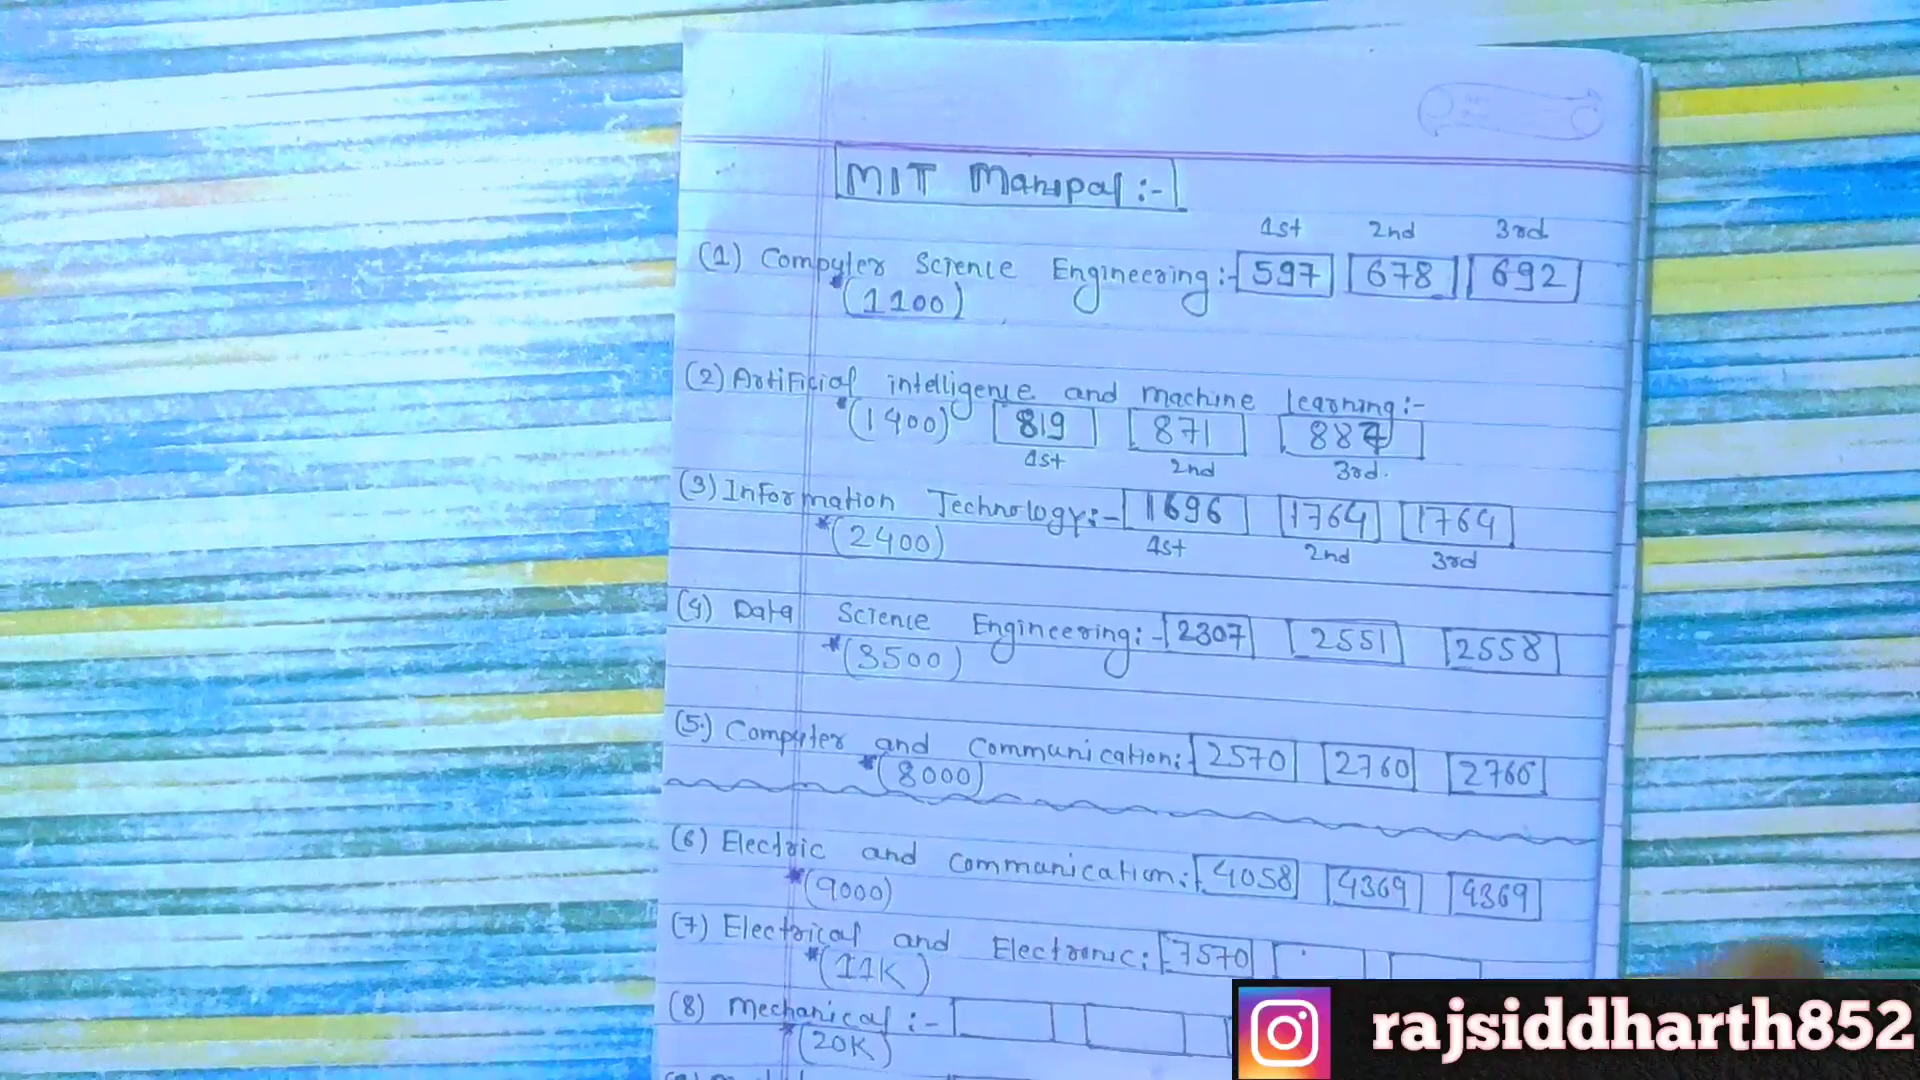 MIT Manipal :-
1st 2nd 3rd
(1) Computer Science Engineering :- 597 678 692
*(1100)
(2) Artificial intelligence and machine learning :-
*(1400) 819 871 887
1st 2nd 3rd.
(3) Information Technology :- 1696 1764 1764
*(2400) 1st 2nd 3rd
(4) Data Science Engineering :- 2307 2551 2558
*(3500)
(5.) Computer and communication : 2570 2760 2760
*(8000)
(6) Electric and communication : 4058 4369 4369
*(9000)
(7) Electrical and Electronic : 7570
*(11K)
(8) mechanical :-
*(20K)
rajsiddharth852